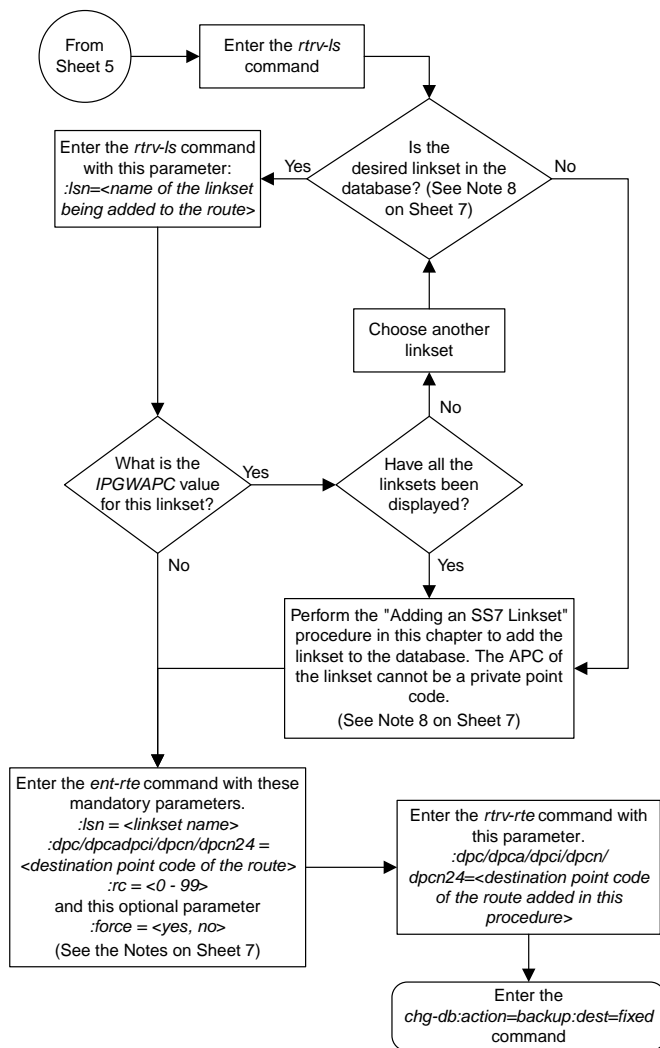 From
Sheet 5
Enter the rtrv-ls
command
Is the
desired linkset in the
database? (See Note 8
on Sheet 7)
Yes
No
Enter the rtrv-ls command
with this parameter:
:lsn=<name of the linkset
being added to the route>
Choose another
linkset
No
What is the
IPGWAPC value
for this linkset?
Yes
Have all the
linksets been
displayed?
No
Yes
Perform the "Adding an SS7 Linkset"
procedure in this chapter to add the
linkset to the database. The APC of
the linkset cannot be a private point
code.
(See Note 8 on Sheet 7)
Enter the ent-rte command with these
mandatory parameters.
:lsn = <linkset name>
:dpc/dpcadpci/dpcn/dpcn24 =
<destination point code of the route>
:rc = <0 - 99>
and this optional parameter
:force = <yes, no>
(See the Notes on Sheet 7)
Enter the rtrv-rte command with
this parameter.
:dpc/dpca/dpci/dpcn/
dpcn24=<destination point code
of the route added in this
procedure>
Enter the
chg-db:action=backup:dest=fixed
command